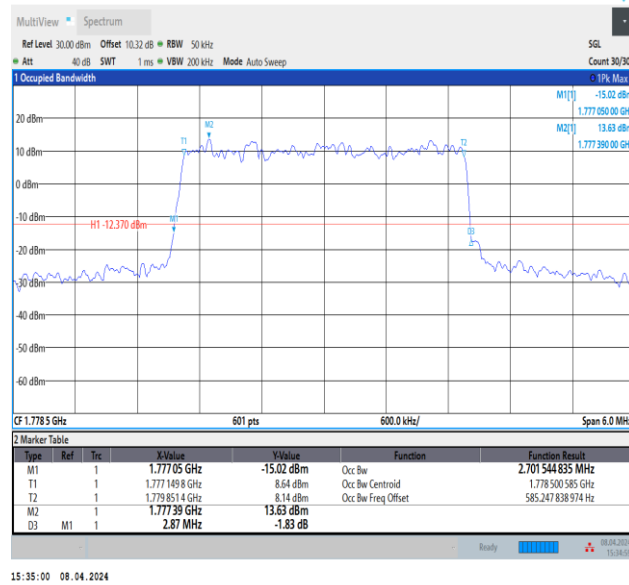 MultiView Spectrum
Ref Level 30.00 dBm Offset 10.32 dB RBW 50 kHz SGL
Att 40 dB SWT 1 ms VBW 200 kHz Mode Auto Sweep Count 30/30
1 Occupied Bandwidth 1Pk Max
M1[1] -15.02 dBm
1.777 050 00 GHz
M2[1] 13.63 dBm
1.777 390 00 GHz
20 dBm
M2
T1 T2
10 dBm
0 dBm
-10 dBm
M1
H1 -12,370 dBm
D3
-20 dBm
-30 dBm
-40 dBm
-50 dBm
-60 dBm
CF 1.778 5 GHz 601 pts 600.0 kHz/ Span 6.0 MHz
2 Marker Table
Type Ref Trc X-Value Y-Value Function Function Result
M1 1 1.777 05 GHz -15.02 dBm Occ Bw 2.701 544 835 MHz
T1 1 1.777 149 8 GHz 8.64 dBm Occ Bw Centroid 1.778 500 585 GHz
T2 1 1.779 851 4 GHz 8.14 dBm Occ Bw Freq Offset 585.247 838 974 Hz
M2 1 1.777 39 GHz 13.63 dBm
D3 M1 1 2.87 MHz -1.83 dB
Ready 08.04.2024
15:35:00 08.04.2024